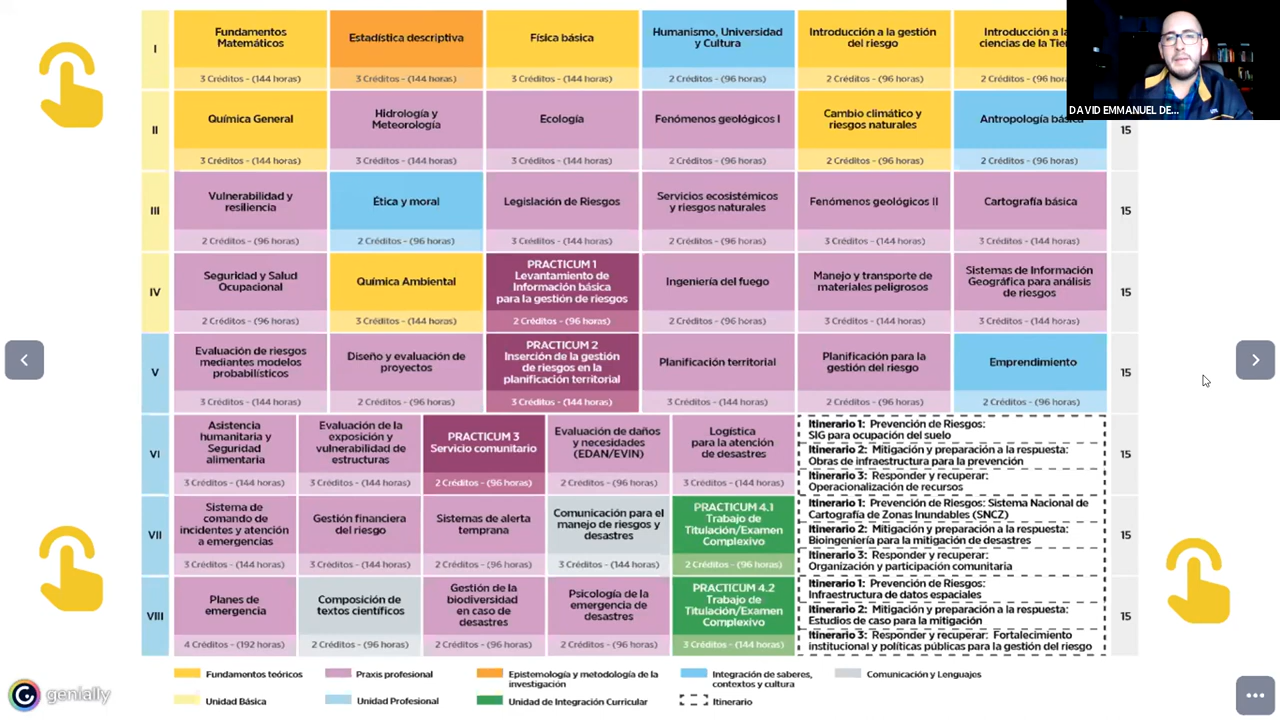 I
Fundamentos
Matemáticos
3 Créditos - (144 horas)
Estadística descriptiva
3 Créditos - (144 horas)
Física básica
3 Créditos - (144 horas)
Humanismo, Universidad
y Cultura
2 Créditos - (96 horas)
Introducción a la gestión
del riesgo
2 Créditos - (96 horas)
Introducción a la
ciencias de la
2 Créditos - (96
DAVID EMMANUEL DE...
II
Química General
3 Créditos - (144 horas)
Hidrología y
Meteorología
3 Créditos - (144 horas)
Ecología
3 Créditos - (144 horas)
Fenómenos geológicos I
2 Créditos - (96 horas)
Cambio climático y
riesgos naturales
2 Créditos - (96 horas)
Antropología básica
2 Créditos - (96 horas)
15
III
Vulnerabilidad y
resiliencia
2 Créditos - (96 horas)
Ética y moral
2 Créditos - (96 horas)
Legislación de Riesgos
3 Créditos - (144 horas)
Servicios ecosistémicos
y riesgos naturales
2 Créditos - (96 horas)
Fenómenos geológicos II
3 Créditos - (144 horas)
Cartografía básica
3 Créditos - (144 horas)
15
IV
Seguridad y Salud
Ocupacional
2 Créditos - (96 horas)
Química Ambiental
3 Créditos - (144 horas)
PRACTICUM 1
Levantamiento de
Información básica
para la gestión de riesgos
2 Créditos - (96 horas)
Ingeniería del fuego
2 Créditos - (96 horas)
Manejo y transporte de
materiales peligrosos
3 Créditos - (144 horas)
Sistemas de Información
Geográfica para análisis
de riesgos
3 Créditos - (144 horas)
15
V
Evaluación de riesgos
mediantes modelos
probabilísticos
3 Créditos - (144 horas)
Diseño y evaluación de
proyectos
2 Créditos - (96 horas)
PRACTICUM 2
Inserción de la gestión
de riesgos en la
planificación territorial
3 Créditos - (144 horas)
Planificación territorial
3 Créditos - (144 horas)
Planificación para la
gestión del riesgo
2 Créditos - (96 horas)
Emprendimiento
2 Créditos - (96 horas)
15
VI
Asistencia
humanitaria y
Seguridad
alimentaria
3 Créditos - (144 horas)
Evaluación de la
exposición y
vulnerabilidad de
estructuras
3 Créditos - (144 horas)
PRACTICUM 3
Servicio comunitario
2 Créditos - (96 horas)
Evaluación de daños
y necesidades
(EDAN/EVIN)
2 Créditos - (96 horas)
Logística
para la atención
de desastres
3 Créditos - (144 horas)
Itinerario 1: Prevención de Riesgos:
SIG para ocupación del suelo
Itinerario 2: Mitigación y preparación a la respuesta:
Obras de infraestructura para la prevención
Itinerario 3: Responder y recuperar:
Operacionalización de recursos
15
VII
Sistema de
comando de
incidentes y atención
a emergencias
3 Créditos - (144 horas)
Gestión financiera
del riesgo
3 Créditos - (144 horas)
Sistemas de alerta
temprana
2 Créditos - (96 horas)
Comunicación para el
manejo de riesgos y
desastres
3 Créditos - (144 horas)
PRACTICUM 4.1
Trabajo de
Titulación/Examen
Complexivo
2 Créditos - (96 horas)
Itinerario 1: Prevención de Riesgos: Sistema Nacional de
Cartografía de Zonas Inundables (SNCZ)
Itinerario 2: Mitigación y preparación a la respuesta:
Bioingeniería para la mitigación de desastres
Itinerario 3: Responder y recuperar:
Organización y participación comunitaria
15
VIII
Planes de
emergencia
4 Créditos - (192 horas)
Composición de
textos científicos
2 Créditos - (96 horas)
Gestión de la
biodiversidad
en caso de
desastres
2 Créditos - (96 horas)
Psicología de la
emergencia de
desastres
2 Créditos - (96 horas)
PRACTICUM 4.2
Trabajo de
Titulación/Examen
Complexivo
3 Créditos - (144 horas)
Itinerario 1: Prevención de Riesgos:
Infraestructura de datos espaciales
Itinerario 2: Mitigación y preparación a la respuesta:
Estudios de caso para la mitigación
Itinerario 3: Responder y recuperar: Fortalecimiento
institucional y políticas públicas para la gestión del riesgo
15
Fundamentos teóricos
Praxis profesional
Epistemología y metodología de la
investigación
Integración de saberes,
contextos y cultura
Comunicación y Lenguajes
Unidad Básica
Unidad Profesional
Unidad de Integración Curricular
Itinerario
genially